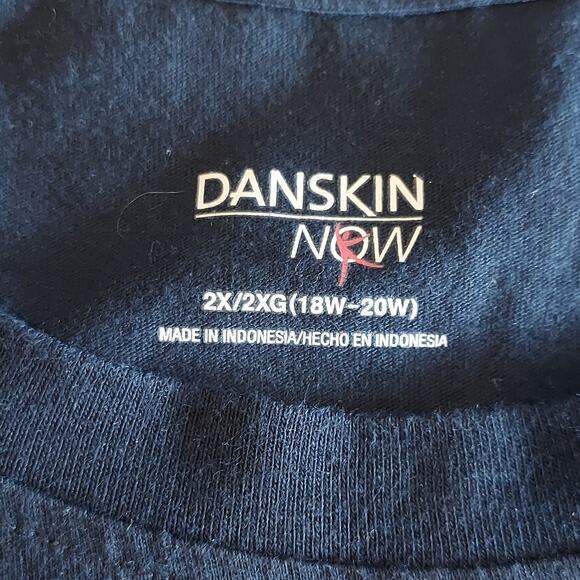 DANSKIN
NOW
2X/2XG(18W-20W)
MADE IN INDONESIA/HECHO EN INDONESIA